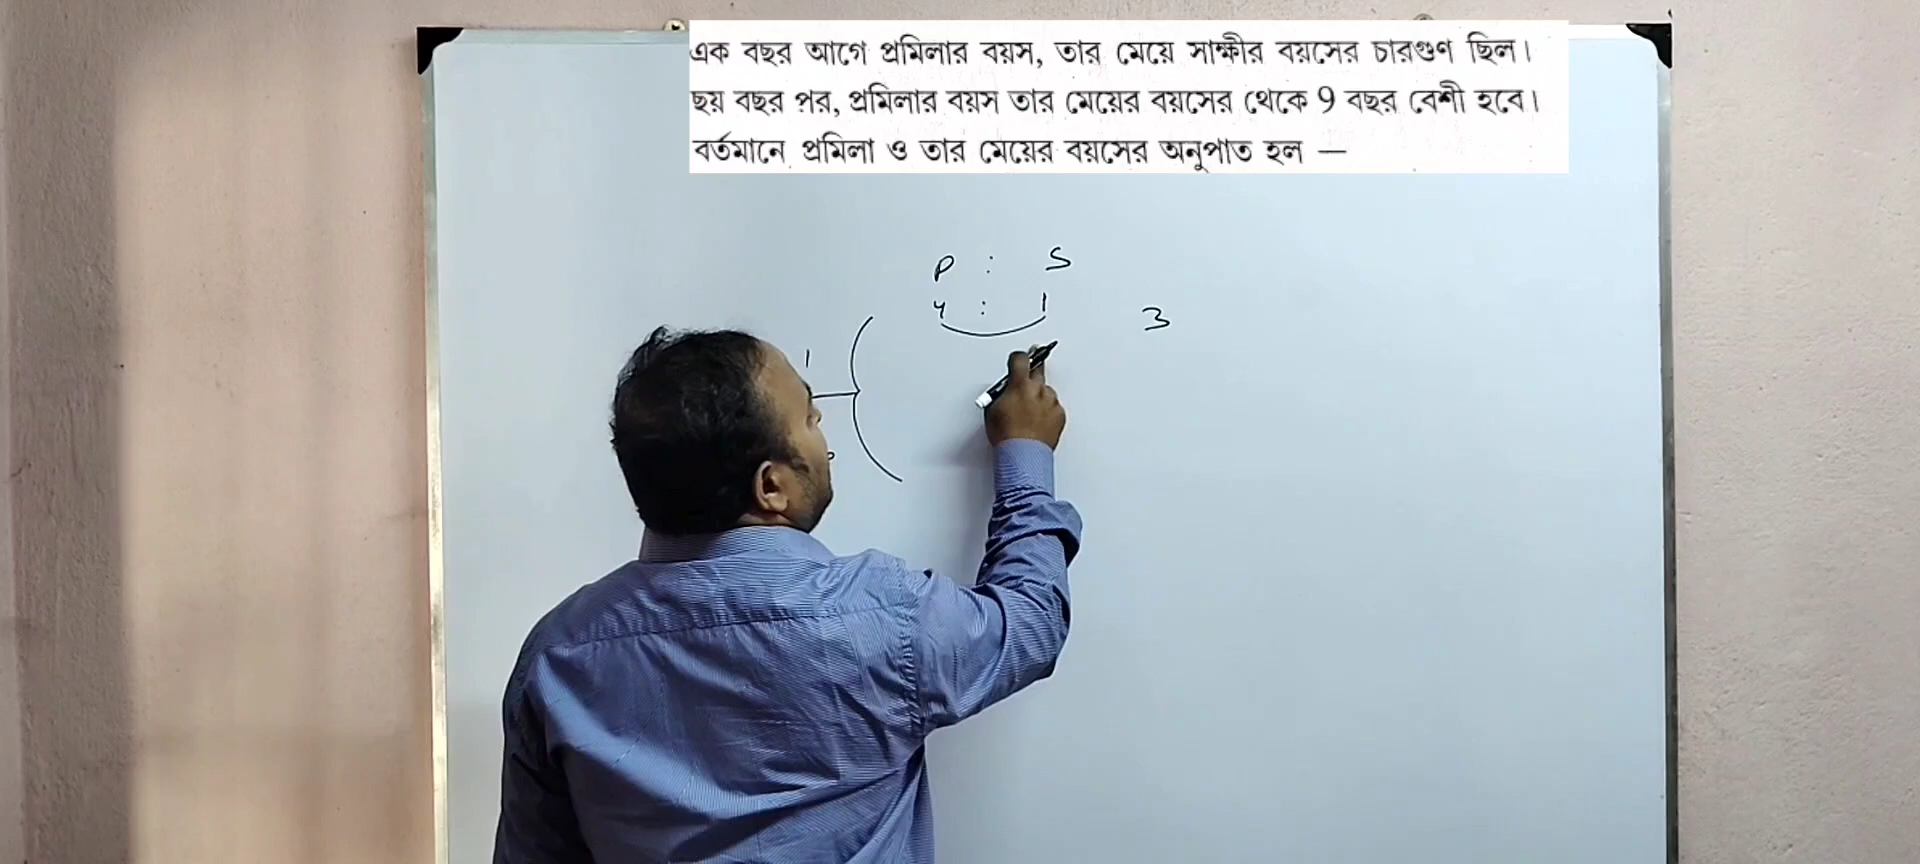 এক বছর আগে প্রমিলার বয়স, তার মেয়ে সাক্ষীর বয়সের চারগুণ ছিল।
ছয় বছর পর, প্রমিলার বয়স তার মেয়ের বয়সের থেকে 9 বছর বেশী হবে।
বর্তমানে প্রমিলা ও তার মেয়ের বয়সের অনুপাত হল —
P : S
4 : 1 3
1